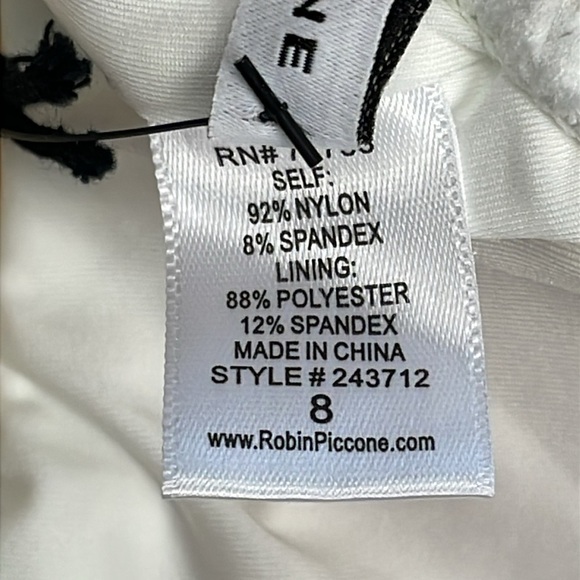 NE
RN#
SELF:
92% NYLON
8% SPANDEX
LINING:
88% POLYESTER
12% SPANDEX
MADE IN CHINA
STYLE # 243712
8
www.RobinPiccone.com